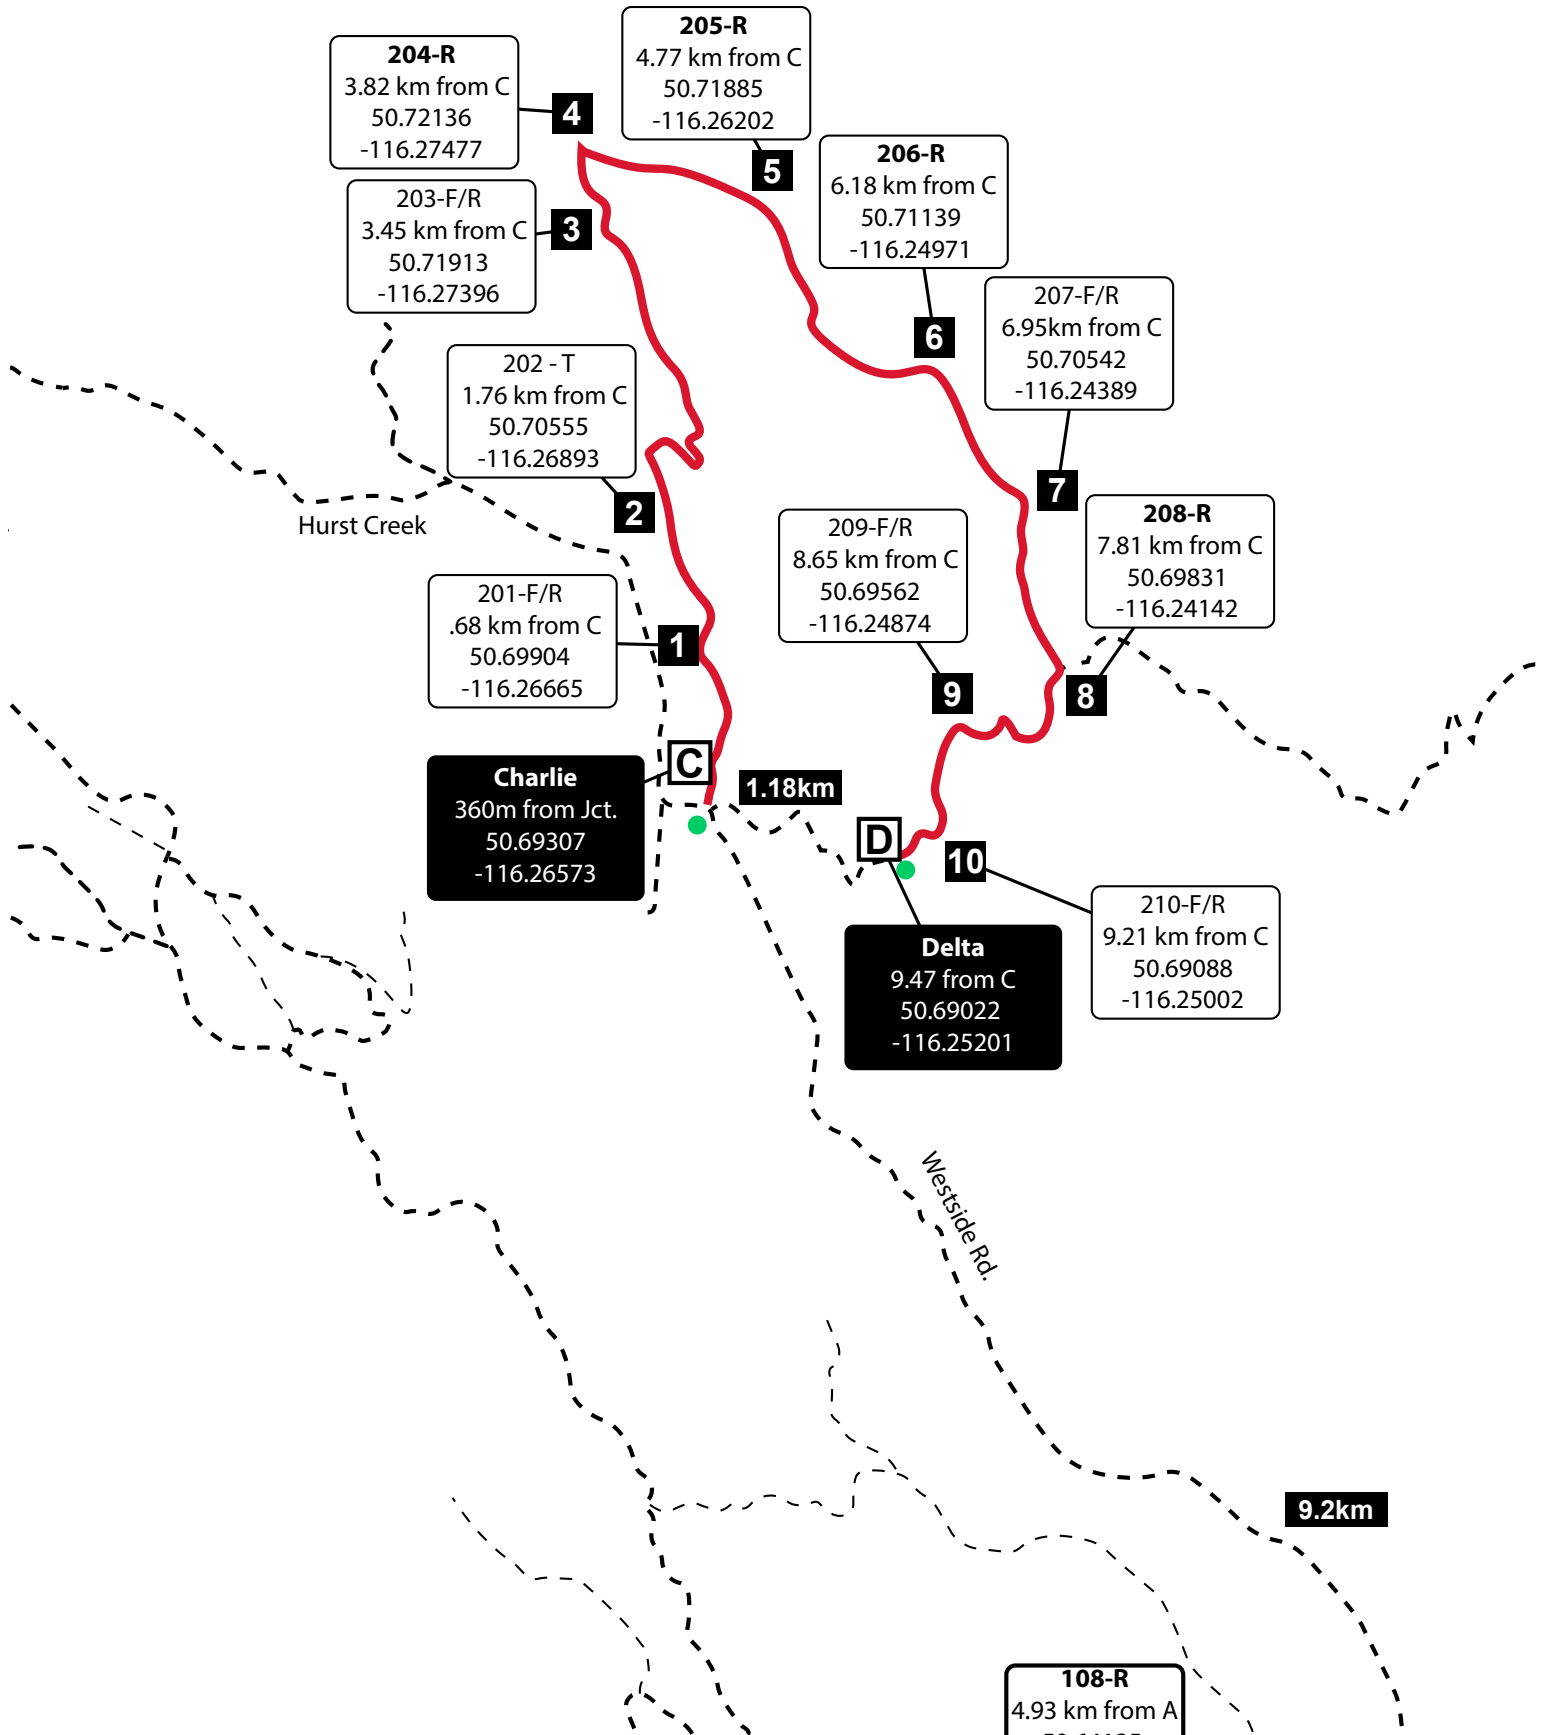 205-R
4.77 km from C
50.71885
-116.26202
204-R
3.82 km from C
50.72136
-116.27477
4
5
206-R
6.18 km from C
50.71139
-116.24971
203-F/R
3.45 km from C
50.71913
-116.27396
3
6
207-F/R
6.95km from C
50.70542
-116.24389
202 - T
1.76 km from C
50.70555
-116.26893
2
7
Hurst Creek
208-R
7.81 km from C
50.69831
-116.24142
209-F/R
8.65 km from C
50.69562
-116.24874
201-F/R
.68 km from C
50.69904
-116.26665
1
9
8
C
Charlie
360m from Jct.
50.69307
-116.26573
1.18km
D
10
210-F/R
9.21 km from C
50.69088
-116.25002
Delta
9.47 from C
50.69022
-116.25201
Westside Rd.
9.2km
108-R
4.93 km from A